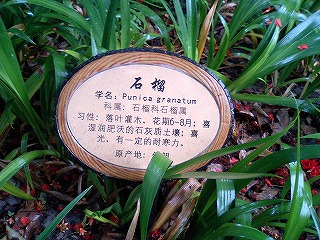 石榴
学名：Punica granatum
科属：石榴科石榴属
习性：落叶灌木。花期6-8月；喜
湿润肥沃的石灰质土壤；喜
光、有一定的耐寒力。
原产地：